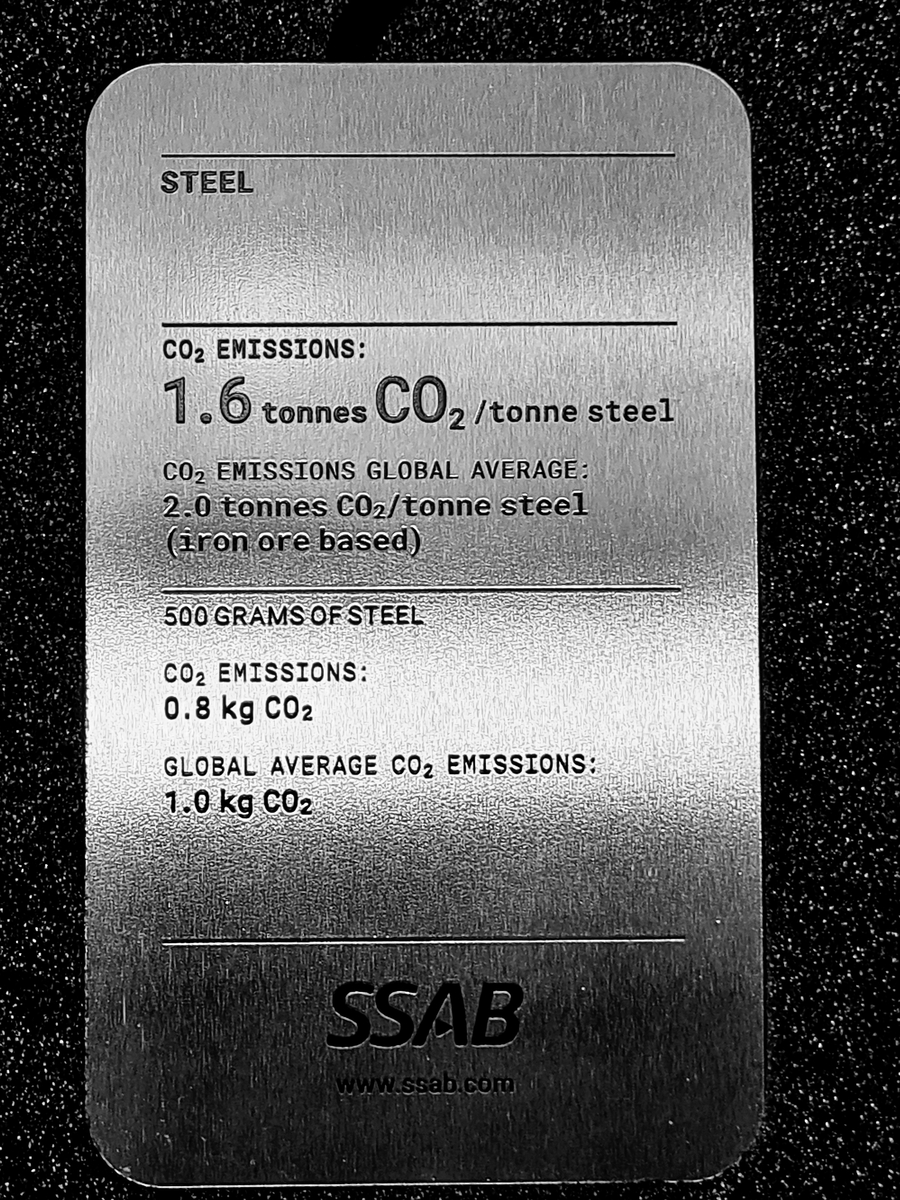 STEEL
CO₂ EMISSIONS:
1.6 tonnes CO₂/tonne steel
CO₂ EMISSIONS GLOBAL AVERAGE:
2.0 tonnes CO₂/tonne steel
(iron ore based)
500 GRAMS OF STEEL
CO₂ EMISSIONS:
0.8 kg CO₂
GLOBAL AVERAGE CO₂ EMISSIONS:
1.0 kg CO₂
SSAB
www.ssab.com